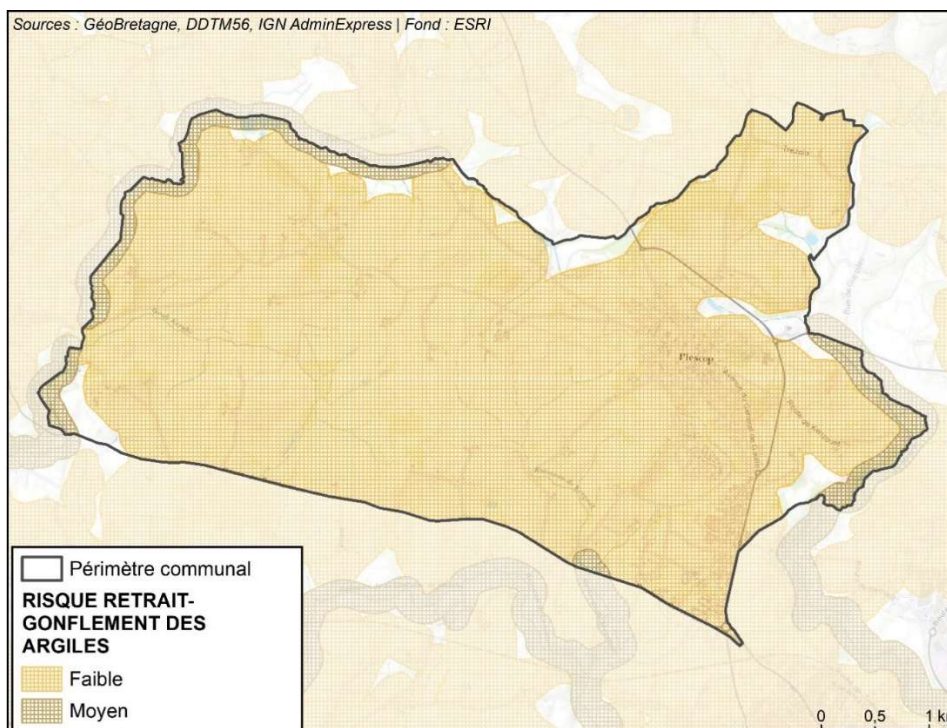 Sources : GéoBretagne, DDTM56, IGN AdminExpress | Fond : ESRI
Plescop
Périmètre communal
RISQUE RETRAIT-
GONFLEMENT DES
ARGILES
Faible
Moyen
0 0,5 1 k